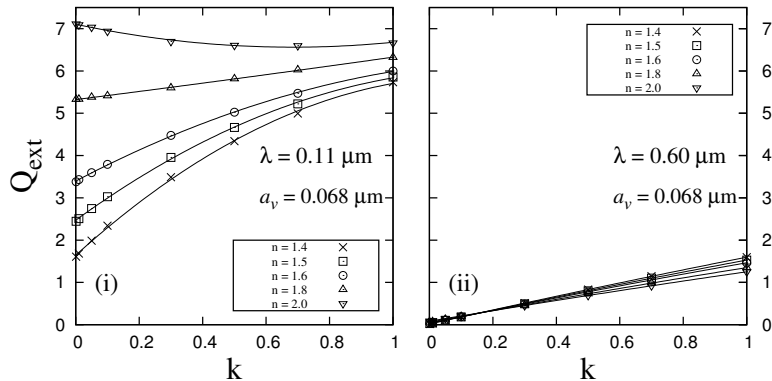 Q_ext
7
6
5
4
3
2
1
0
0
0.2
0.4
0.6
0.8
1
k
(i)
λ = 0.11 μm
a_v = 0.068 μm
n = 1.4
n = 1.5
n = 1.6
n = 1.8
n = 2.0
n = 1.4
n = 1.5
n = 1.6
n = 1.8
n = 2.0
λ = 0.60 μm
a_v = 0.068 μm
(ii)
7
6
5
4
3
2
1
0
0
0.2
0.4
0.6
0.8
1
k